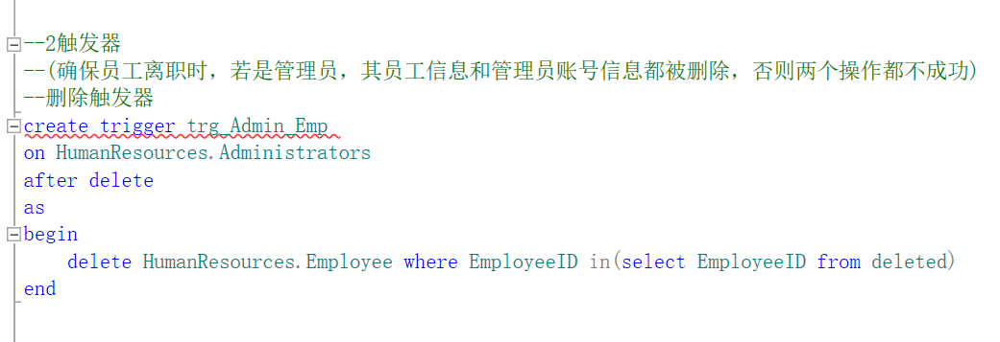 --2触发器
--(确保员工离职时，若是管理员，其员工信息和管理员账号信息都被删除，否则两个操作都不成功)
--删除触发器
create trigger trg_Admin_Emp
on HumanResources.Administrators
after delete
as
begin
    delete HumanResources.Employee where EmployeeID in(select EmployeeID from deleted)
end